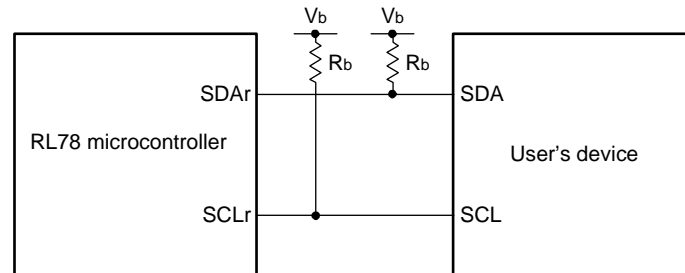 Vb Vb
Rb Rb
SDAr SDA
RL78 microcontroller User's device
SCLr SCL